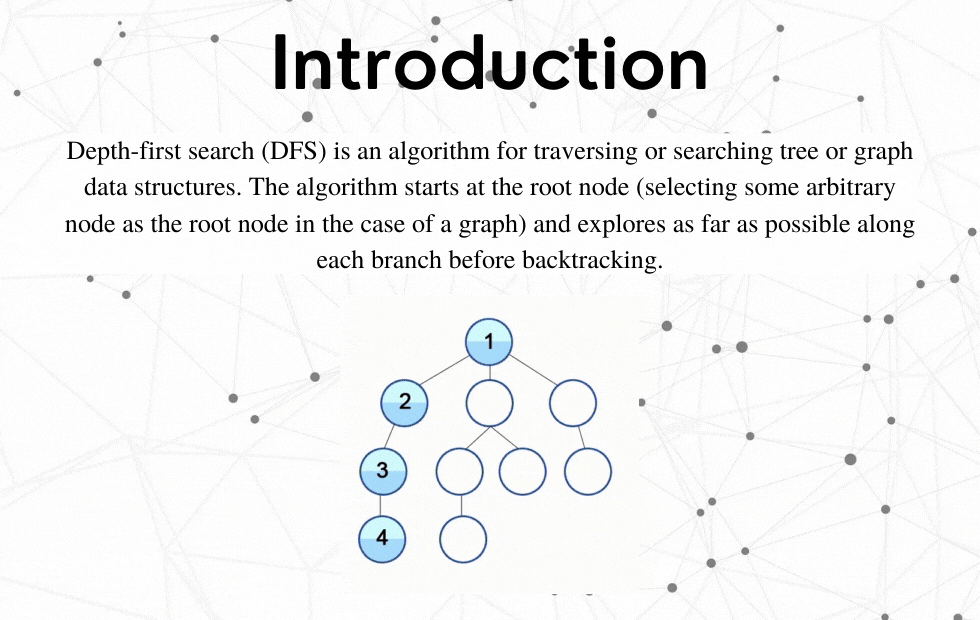 Introduction
Depth-first search (DFS) is an algorithm for traversing or searching tree or graph
data structures. The algorithm starts at the root node (selecting some arbitrary
node as the root node in the case of a graph) and explores as far as possible along
each branch before backtracking.
1
2
3
4